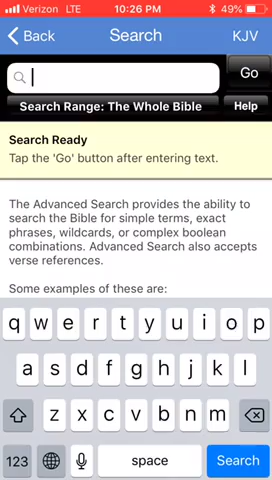 Verizon LTE 10:26 PM 49%
Back Search KJV
Go
Search Range: The Whole Bible Help
Search Ready
Tap the 'Go' button after entering text.
The Advanced Search provides the ability to
search the Bible for simple terms, exact
phrases, wildcards, or complex boolean
combinations. Advanced Search also accepts
verse references.
Some examples of these are:
q w e r t y u i o p
a s d f g h j k l
z x c v b n m
123 space Search